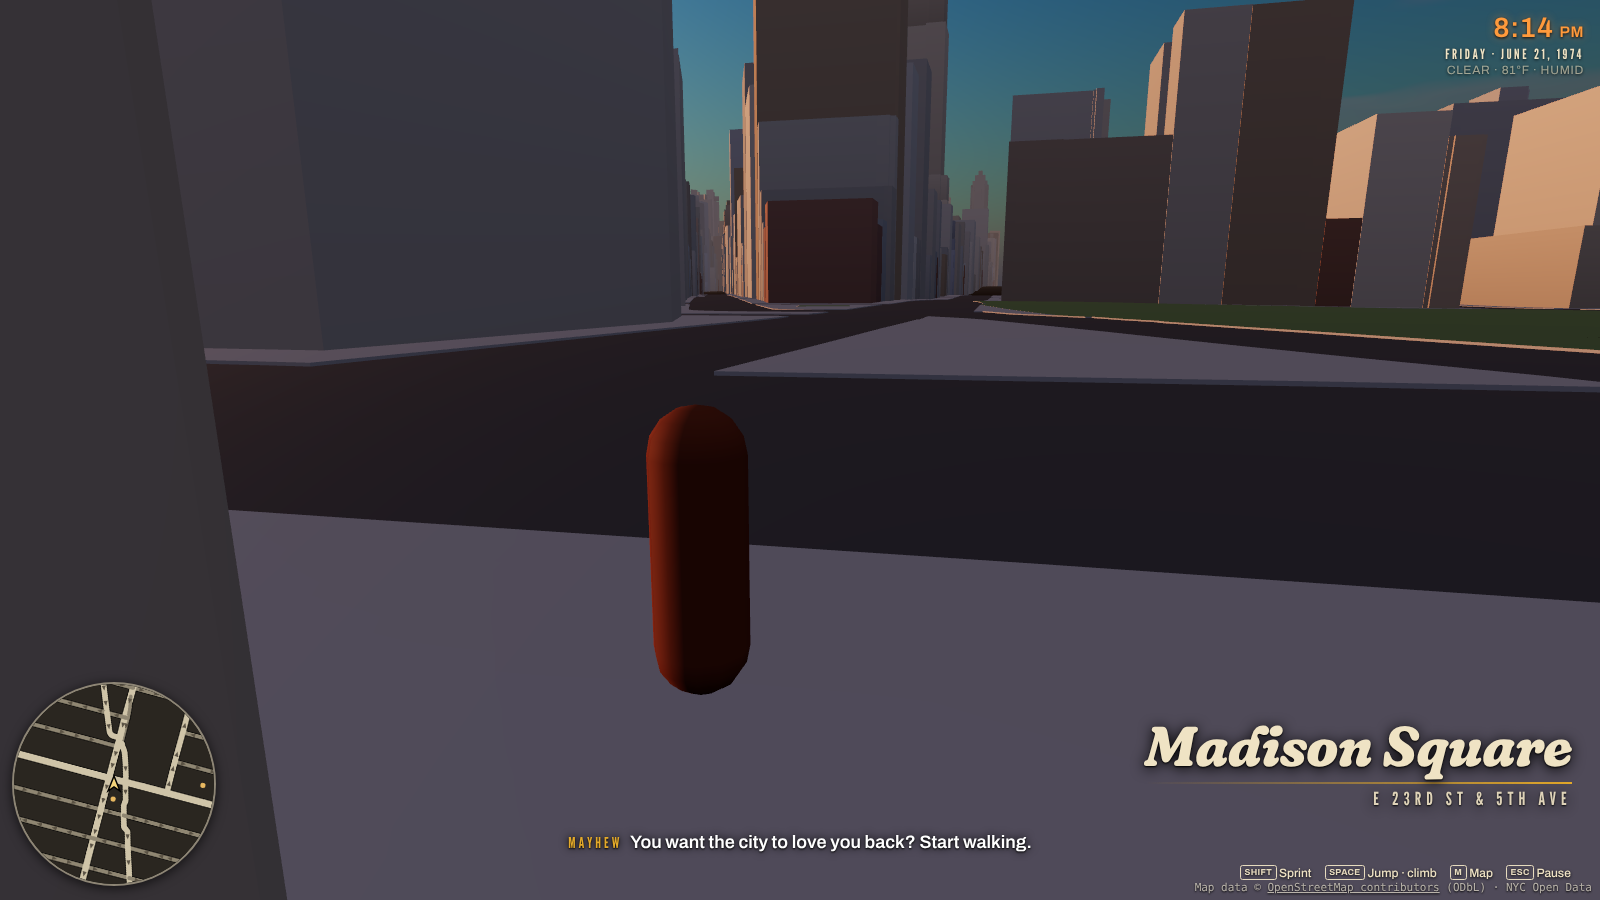 8:14 PM
FRIDAY · JUNE 21, 1974
CLEAR · 81°F · HUMID
Madison Square
E 23RD ST & 5TH AVE
MAYHEW You want the city to love you back? Start walking.
SHIFT Sprint SPACE Jump · climb M Map ESC Pause
Map data © OpenStreetMap contributors (ODbL) · NYC Open Data